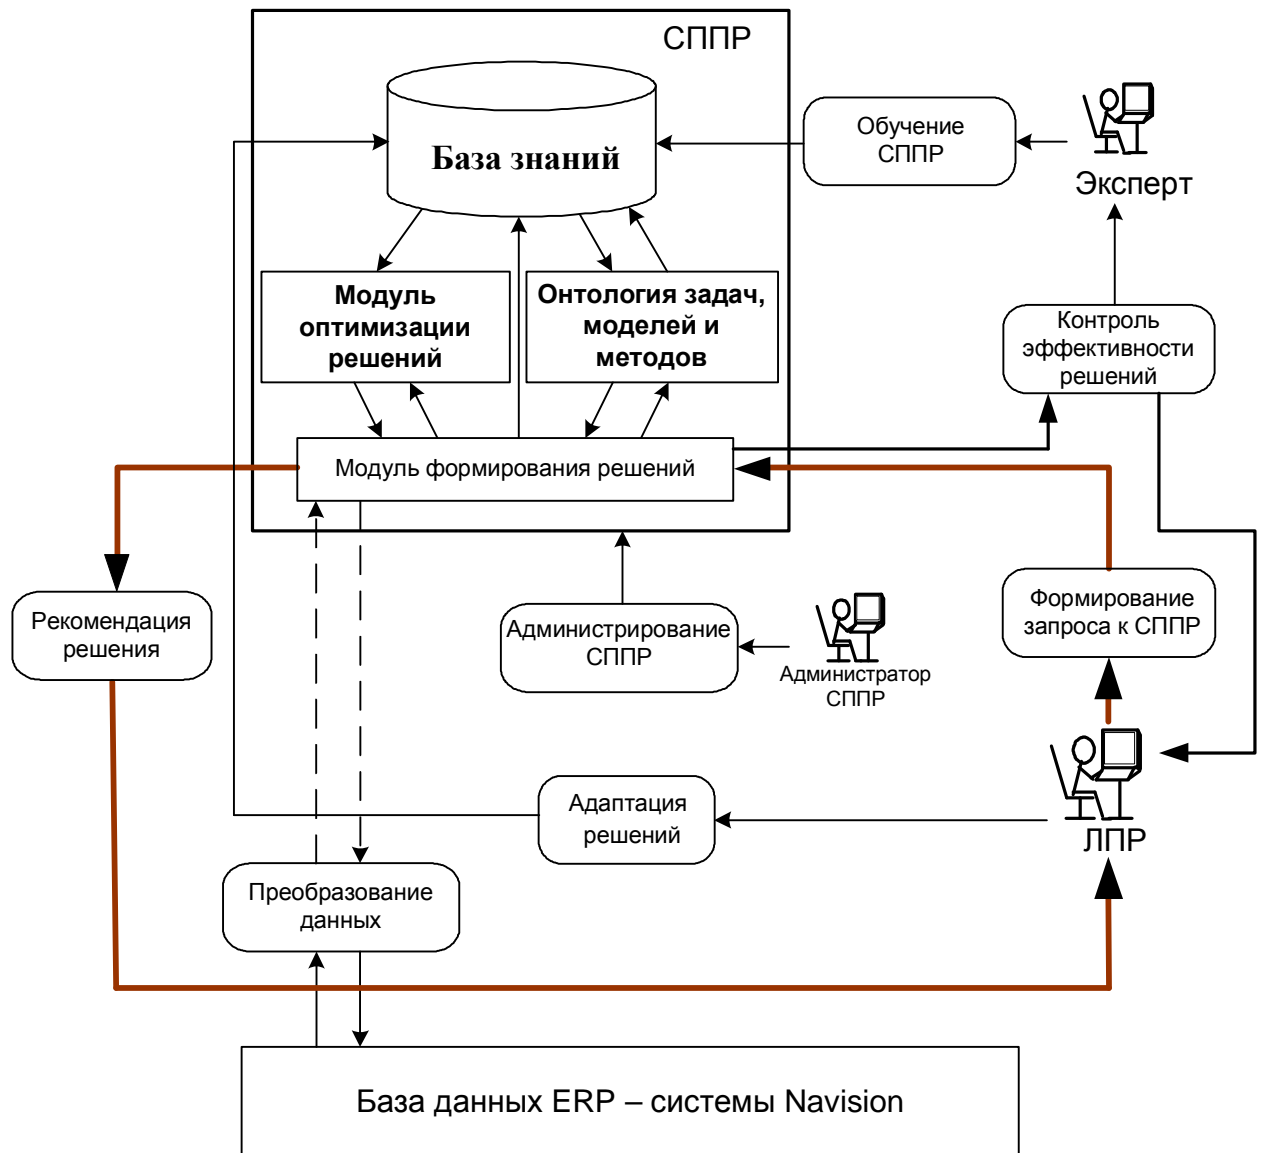 СППР
База знаний
Обучение
СППР
Эксперт
Модуль
оптимизации
решений
Онтология задач,
моделей и
методов
Контроль
эффективности
решений
Модуль формирования решений
Рекомендация
решения
Администрирование
СППР
Администратор
СППР
Формирование
запроса к СППР
Адаптация
решений
ЛПР
Преобразование
данных
База данных ERP – системы Navision